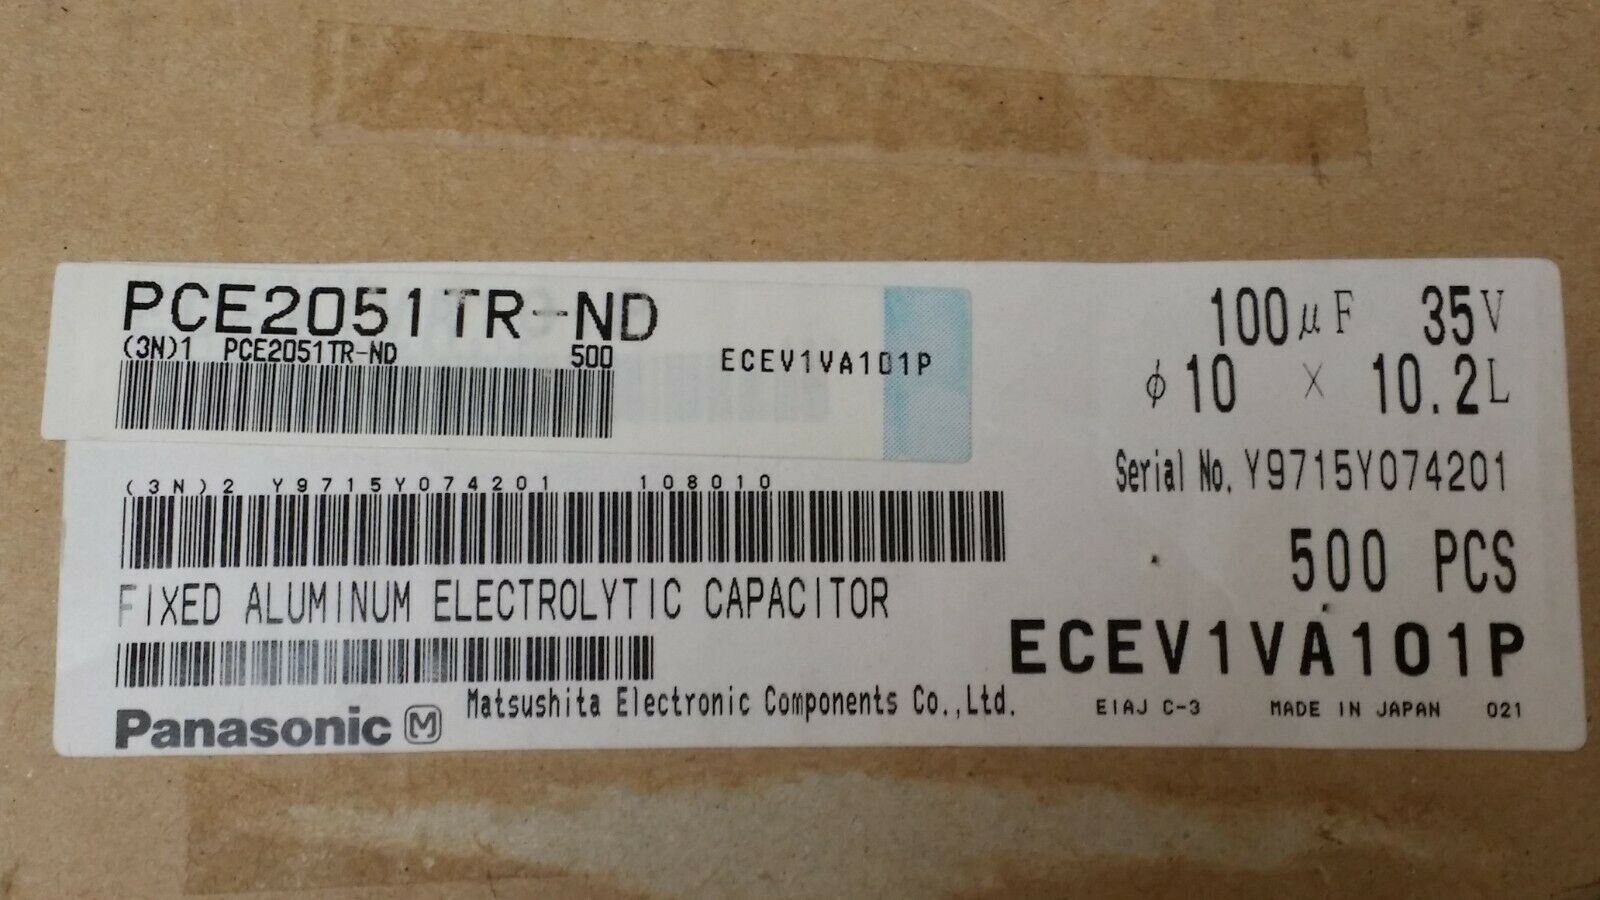 PCE2051TR-ND
(3N)1 PCE2051TR-ND 500 ECEV1VA101P
(3N)2 Y9715Y074201 108010
FIXED ALUMINUM ELECTROLYTIC CAPACITOR
Panasonic M Matsushita Electronic Components Co.,Ltd.
100μF 35V
φ10 × 10.2L
Serial No. Y9715Y074201
500 PCS
ECEV1VA101P
EIAJ C-3 MADE IN JAPAN 021